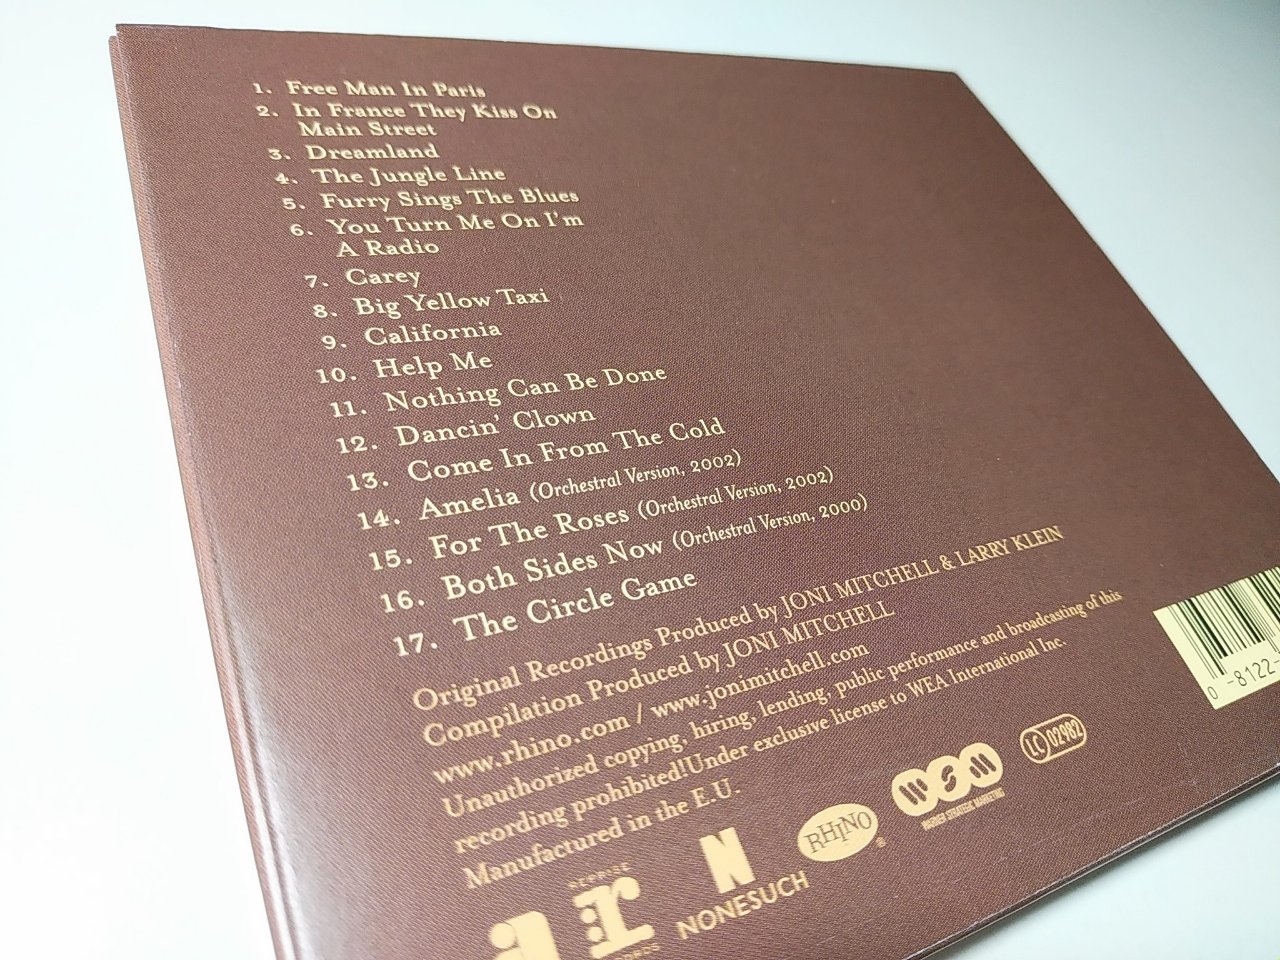 1. Free Man In Paris
2. In France They Kiss On
Main Street
3. Dreamland
4. The Jungle Line
5. Furry Sings The Blues
6. You Turn Me On I'm
A Radio
7. Carey
8. Big Yellow Taxi
9. California
10. Help Me
11. Nothing Can Be Done
12. Dancin' Clown
13. Come In From The Cold
14. Amelia (Orchestral Version, 2002)
15. For The Roses (Orchestral Version, 2002)
16. Both Sides Now (Orchestral Version, 2000)
17. The Circle Game
Original Recordings Produced by JONI MITCHELL & LARRY KLEIN
Compilation Produced by JONI MITCHELL
www.rhino.com / www.jonimitchell.com
Unauthorized copying, hiring, lending, public performance and broadcasting of this
recording prohibited!Under exclusive license to WEA International Inc.
Manufactured in the E.U.
0 -8122-
REPRISE
r
N
NONESUCH
RHINO
®
wsm
WARNER STRATEGIC MARKETING
LC 02982